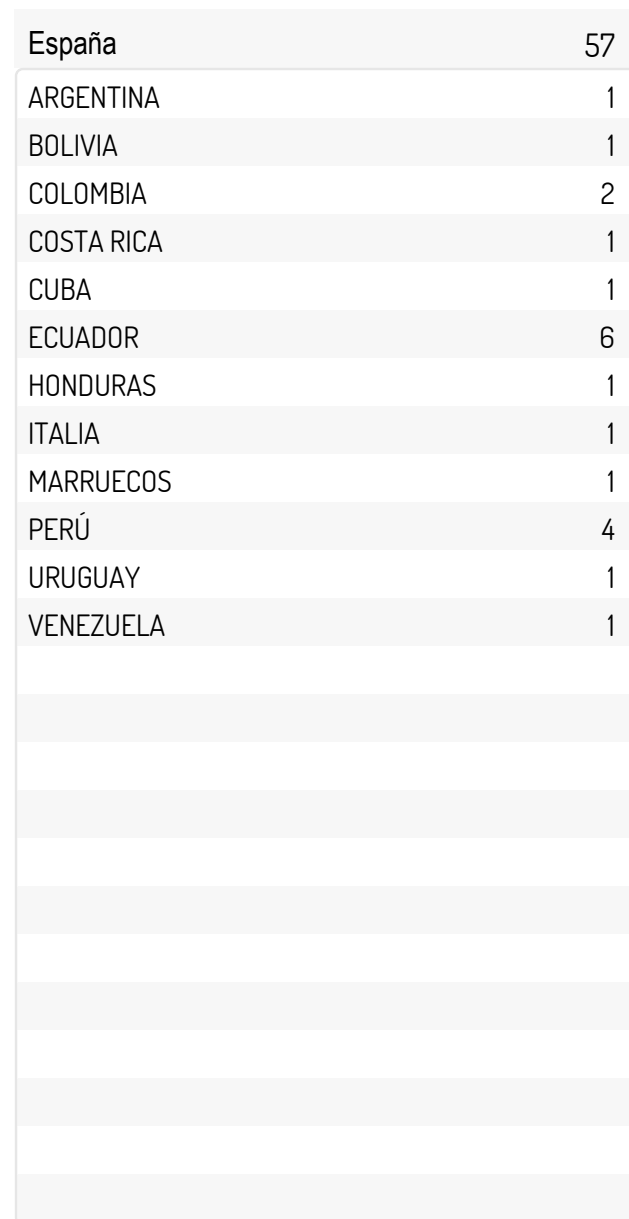 España 57
ARGENTINA 1
BOLIVIA 1
COLOMBIA 2
COSTA RICA 1
CUBA 1
ECUADOR 6
HONDURAS 1
ITALIA 1
MARRUECOS 1
PERÚ 4
URUGUAY 1
VENEZUELA 1